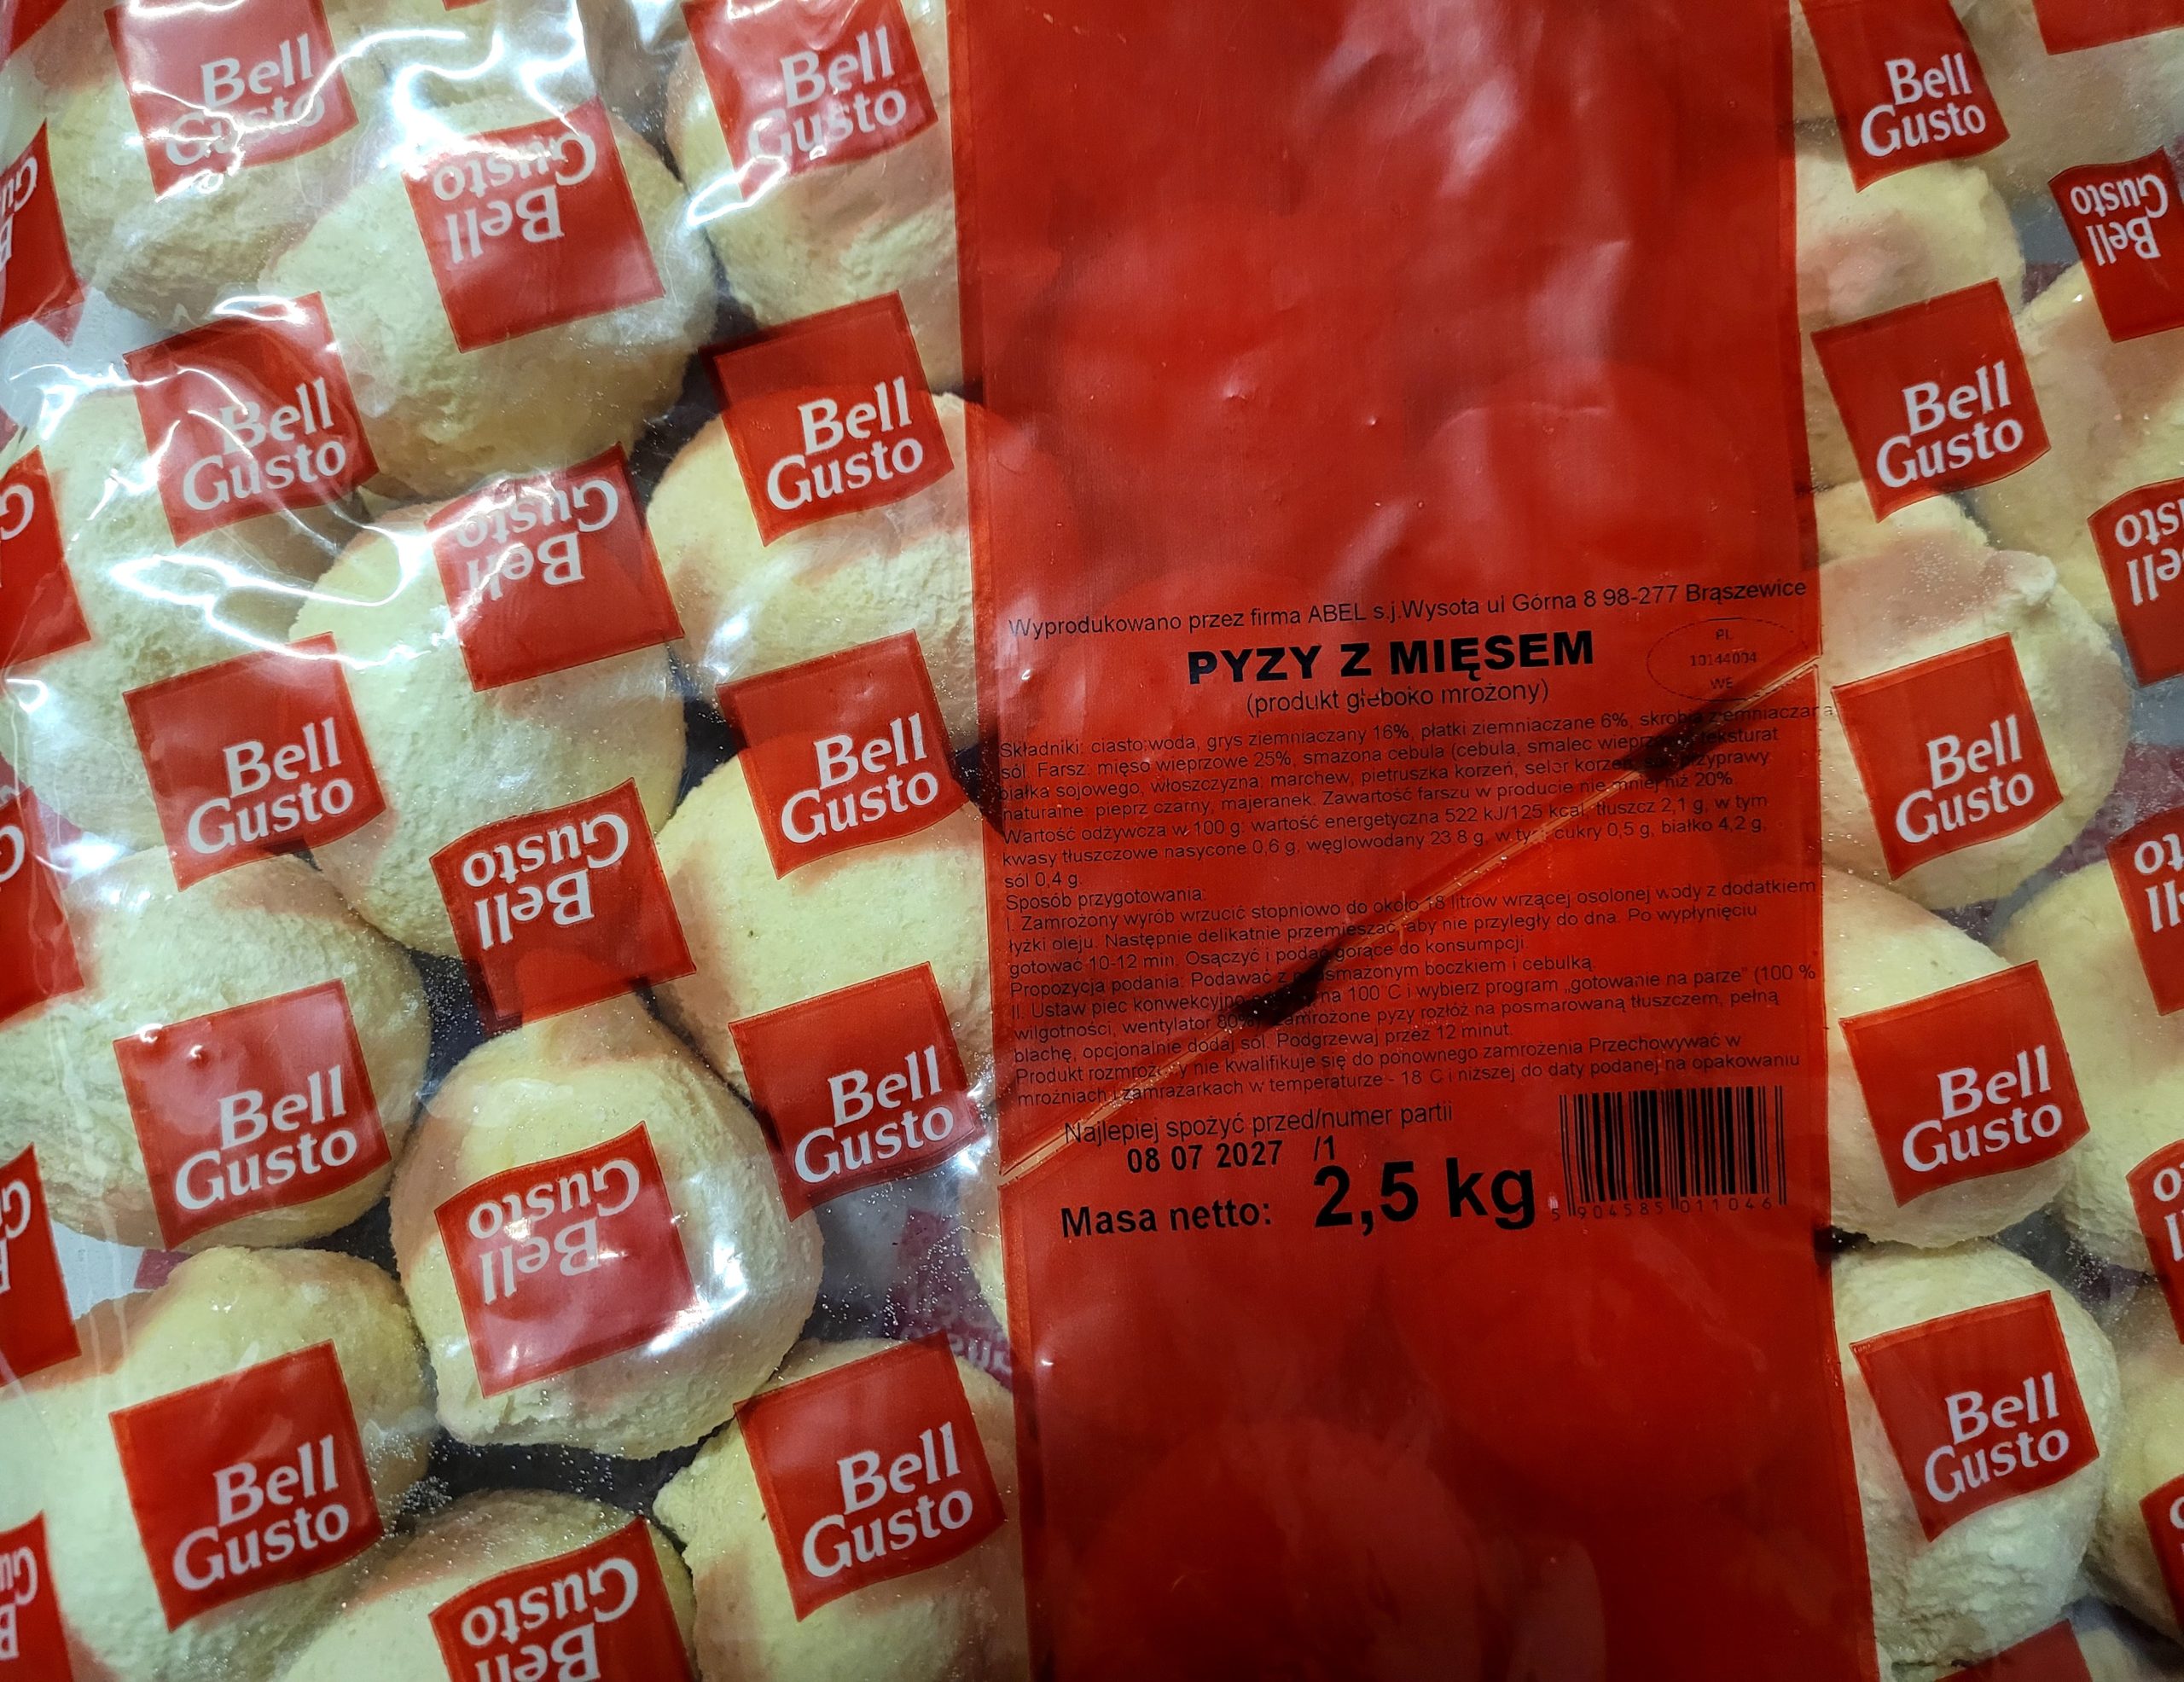 Bell
Gusto
Wyprodukowano przez firma ABEL s.j.Wysota ul Górna 8 98-277 Brąszewice
PYZY Z MIĘSEM
(produkt głeboko mrożony)
PL
10144004
WE
Składniki: ciasto:woda, grys ziemniaczany 16%, płatki ziemniaczane 6%, skrobia ziemniaczana
sól. Farsz: mięso wieprzowe 25%, smażona cebula (cebula, smalec teksturat
białka sojowego, włoszczyzna: marchew, pietruszka korzeń, seler korzeń, przyprawy
naturalne: pieprz czarny, majeranek. Zawartość farszu w producie nie mniej niż 20%
Wartość odżywcza w 100 g: wartość energetyczna 522 kJ/125 kcal, tłuszcz 2,1 g, w tym
kwasy tłuszczowe nasycone 0,6 g, węglowodany 23 8 g, w tym cukry 0,5 g, białko 4,2 g,
sól 0,4 g.
Sposób przygotowania:
I. Zamrożony wyrób wrzucić stopniowo do około 18 litrów wrzącej osolonej wody z dodatkiem
łyżki oleju. Następnie delikatnie przemieszać, aby nie przyległy do dna. Po wypłynięciu
gotować 10-12 min. Osączyć i podać gorące do konsumpcji.
Propozycja podania: Podawać z boczkiem i cebulką
II. Ustaw piec na 100°C i wybierz program „gotowanie na parze" (100 %
wilgotności, wentylator 80%) zamrożone pyzy rozłóż na posmarowaną tłuszczem, pełną
blachę, opcjonalnie dodaj sól. Podgrzewaj przez 12 minut.
Produkt rozmrożony nie kwalifikuje się do ponownego zamrożenia Przechowywać w
mroźniach i zamrażarkach w temperaturze - 18°C i niższej do daty podanej na opakowaniu
Najlepiej spożyć przed/numer partii
08 07 2027 /1
Masa netto: 2,5 kg
5 904585 011046